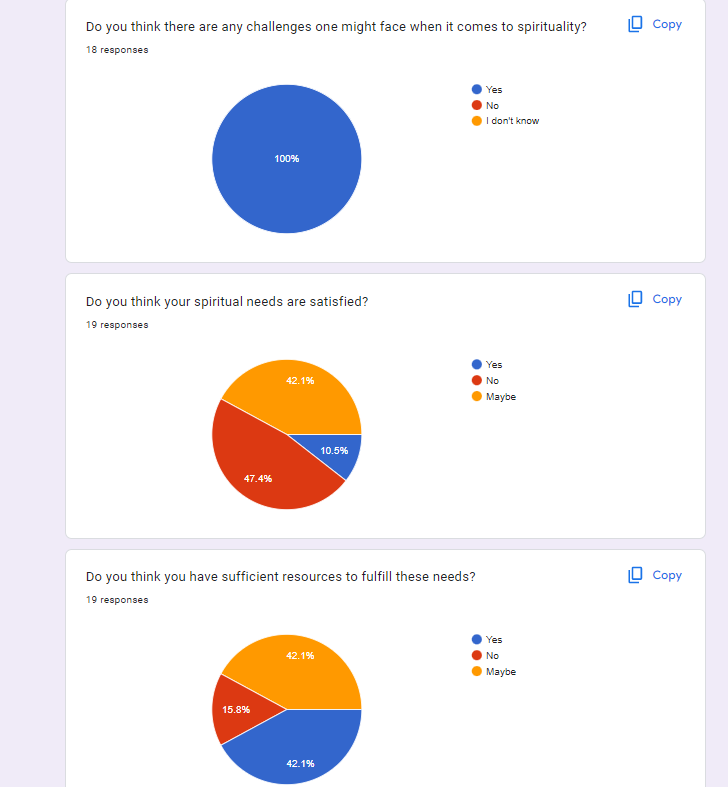 Do you think there are any challenges one might face when it comes to spirituality?
Copy
18 responses
Yes
No
I don't know
100%
Do you think your spiritual needs are satisfied?
Copy
19 responses
Yes
No
Maybe
42.1%
10.5%
47.4%
Do you think you have sufficient resources to fulfill these needs?
Copy
19 responses
Yes
No
Maybe
42.1%
15.8%
42.1%